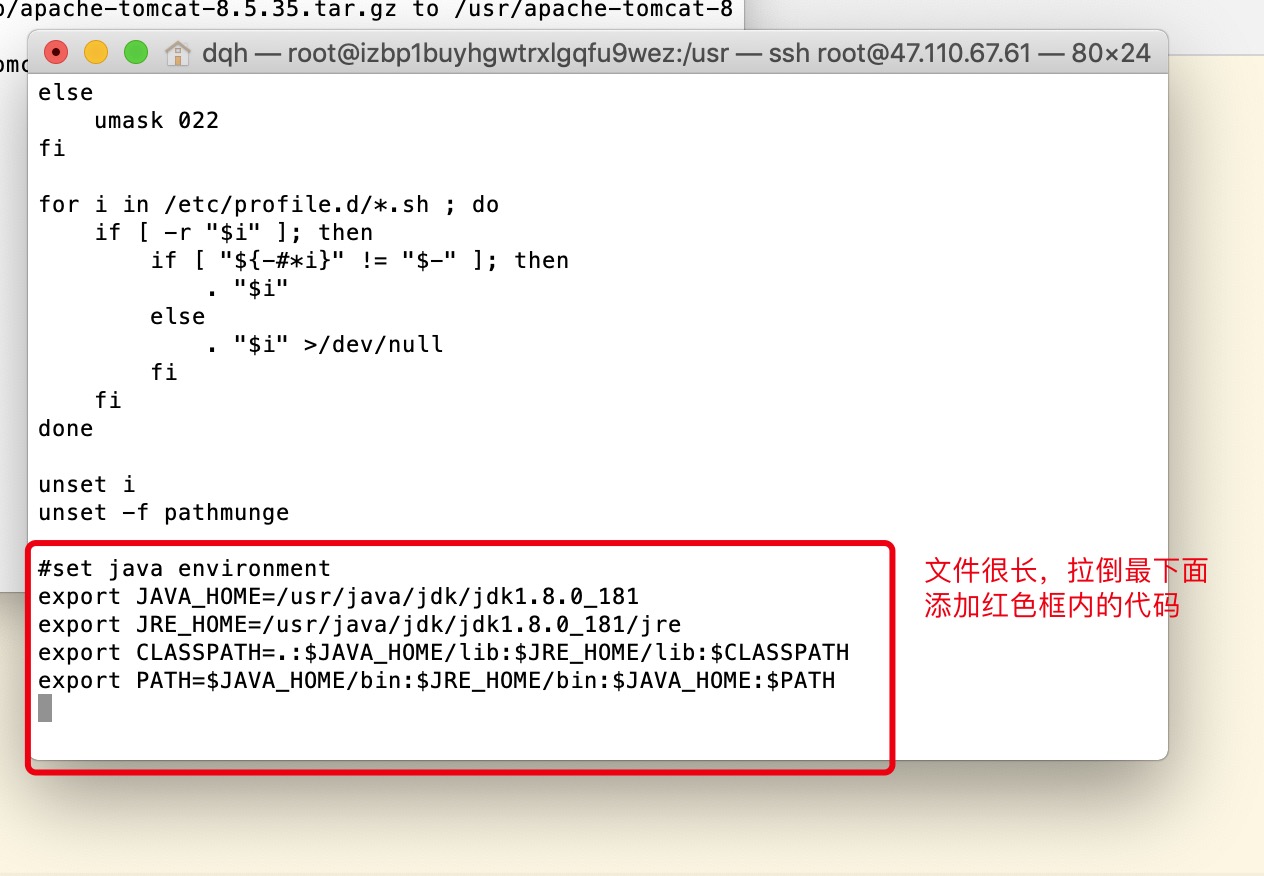 o/apache-tomcat-8.5.35.tar.gz to /usr/apache-tomcat-8
omc
dqh — root@izbp1buyhgwtrxlgqfu9wez:/usr — ssh root@47.110.67.61 — 80×24
else
    umask 022
fi
for i in /etc/profile.d/*.sh ; do
    if [ -r "$i" ]; then
        if [ "${-#*i}" != "$-" ]; then
            . "$i"
        else
            . "$i" >/dev/null
        fi
    fi
done
unset i
unset -f pathmunge
#set java environment
export JAVA_HOME=/usr/java/jdk/jdk1.8.0_181
export JRE_HOME=/usr/java/jdk/jdk1.8.0_181/jre
export CLASSPATH=.:$JAVA_HOME/lib:$JRE_HOME/lib:$CLASSPATH
export PATH=$JAVA_HOME/bin:$JRE_HOME/bin:$JAVA_HOME:$PATH
文件很长，拉倒最下面
添加红色框内的代码